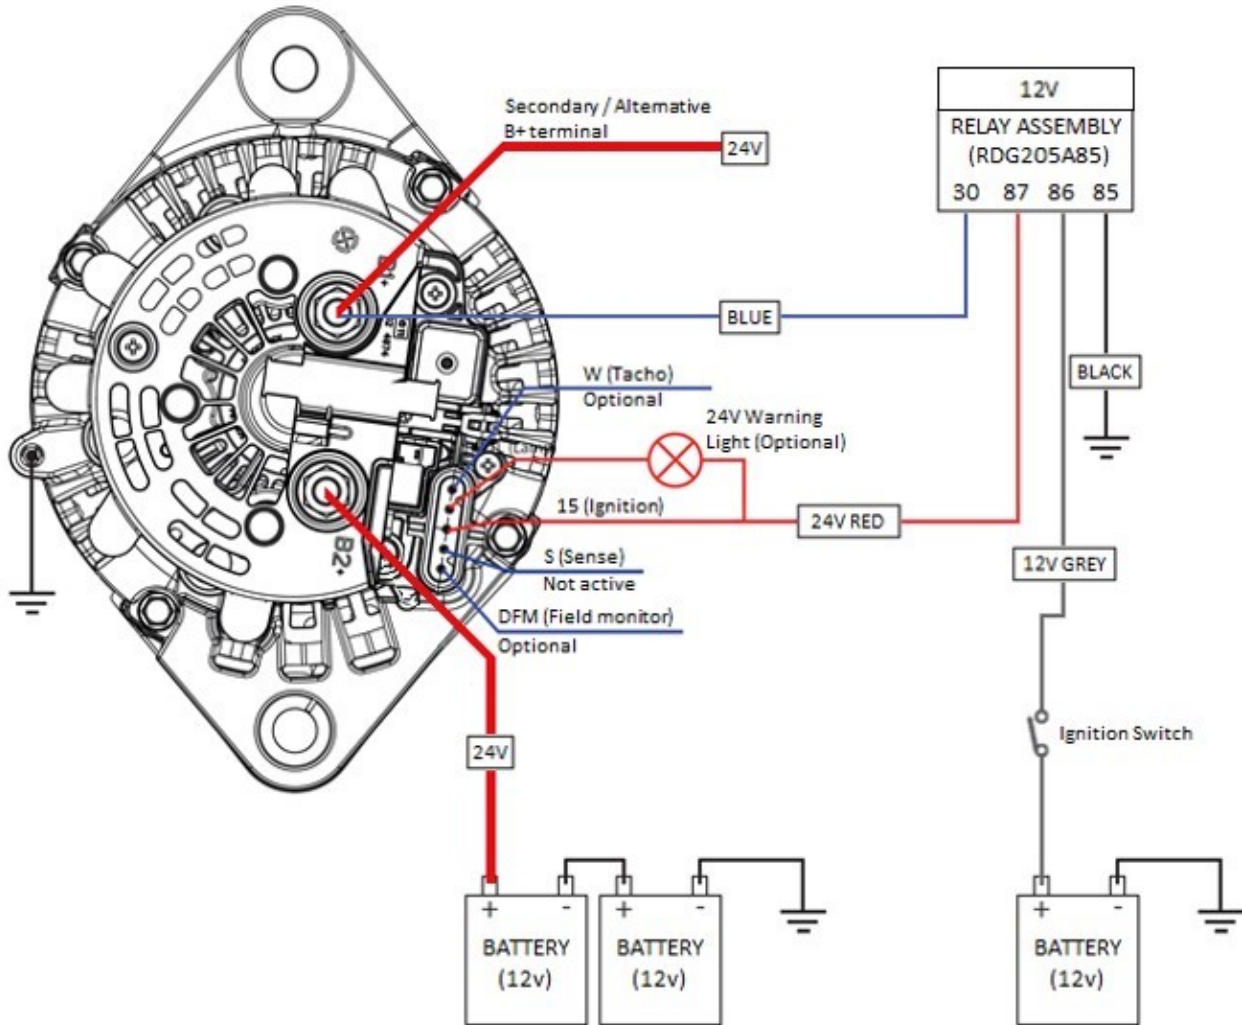 Secondary / Alternative
B+ terminal
24V
12V
RELAY ASSEMBLY
(RDG205A85)
30 87 86 85
B1+
BLUE
BLACK
W (Tacho)
Optional
24V Warning
Light (Optional)
15 (Ignition)
24V RED
S (Sense)
Not active
12V GREY
B2+
DFM (Field monitor)
Optional
24V
Ignition Switch
+ - + - + -
BATTERY
(12v)
BATTERY
(12v)
BATTERY
(12v)